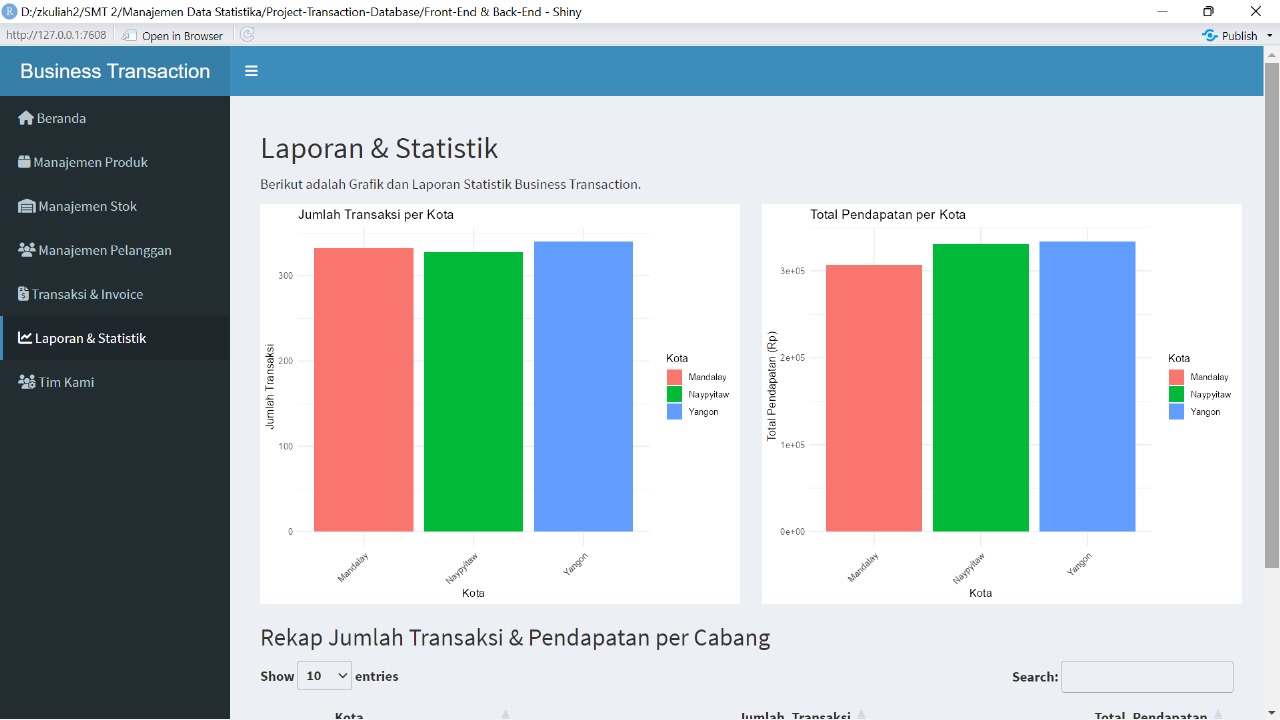 D:/zkuliah2/SMT 2/Manajemen Data Statistika/Project-Transaction-Database/Front-End & Back-End - Shiny
http://127.0.0.1:7608
Open in Browser
Publish
Business Transaction
Beranda
Manajemen Produk
Manajemen Stok
Manajemen Pelanggan
Transaksi & Invoice
Laporan & Statistik
Tim Kami
Laporan & Statistik
Berikut adalah Grafik dan Laporan Statistik Business Transaction.
Jumlah Transaksi per Kota
Jumlah Transaksi
300
200
100
0
Mandalay
Naypyitaw
Yangon
Kota
Kota
Mandalay
Naypyitaw
Yangon
Total Pendapatan per Kota
Total Pendapatan (Rp)
3e+05
2e+05
1e+05
0e+00
Mandalay
Naypyitaw
Yangon
Kota
Kota
Mandalay
Naypyitaw
Yangon
Rekap Jumlah Transaksi & Pendapatan per Cabang
Show 10 entries
Search:
Kota Jumlah_Transaksi Total_Pendapatan